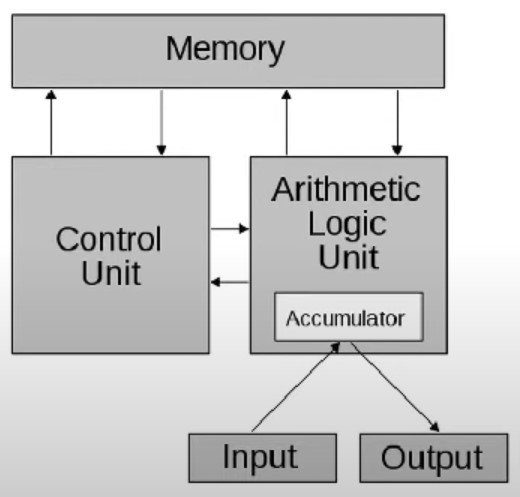 Memory
Control
Unit
Arithmetic
Logic
Unit
Accumulator
Input
Output